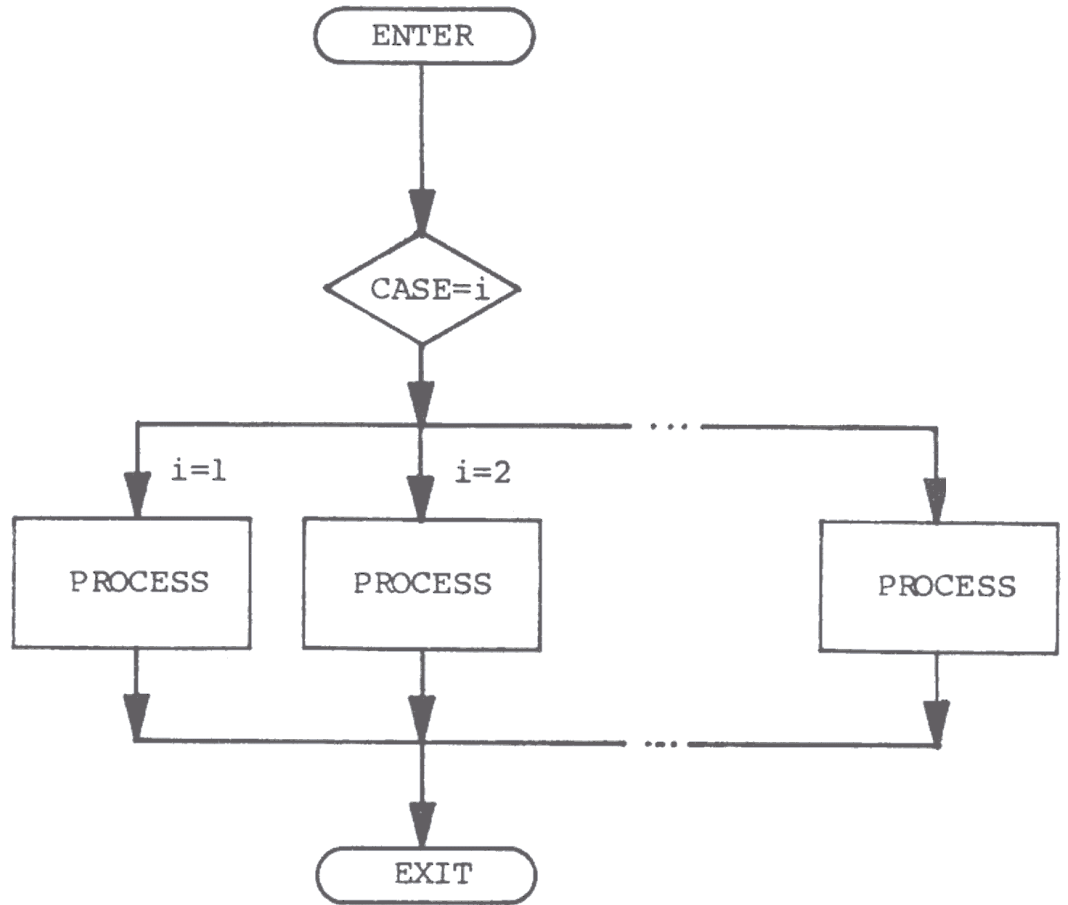 ENTER
CASE=i
...
i=1
i=2
PROCESS
PROCESS
PROCESS
...
EXIT